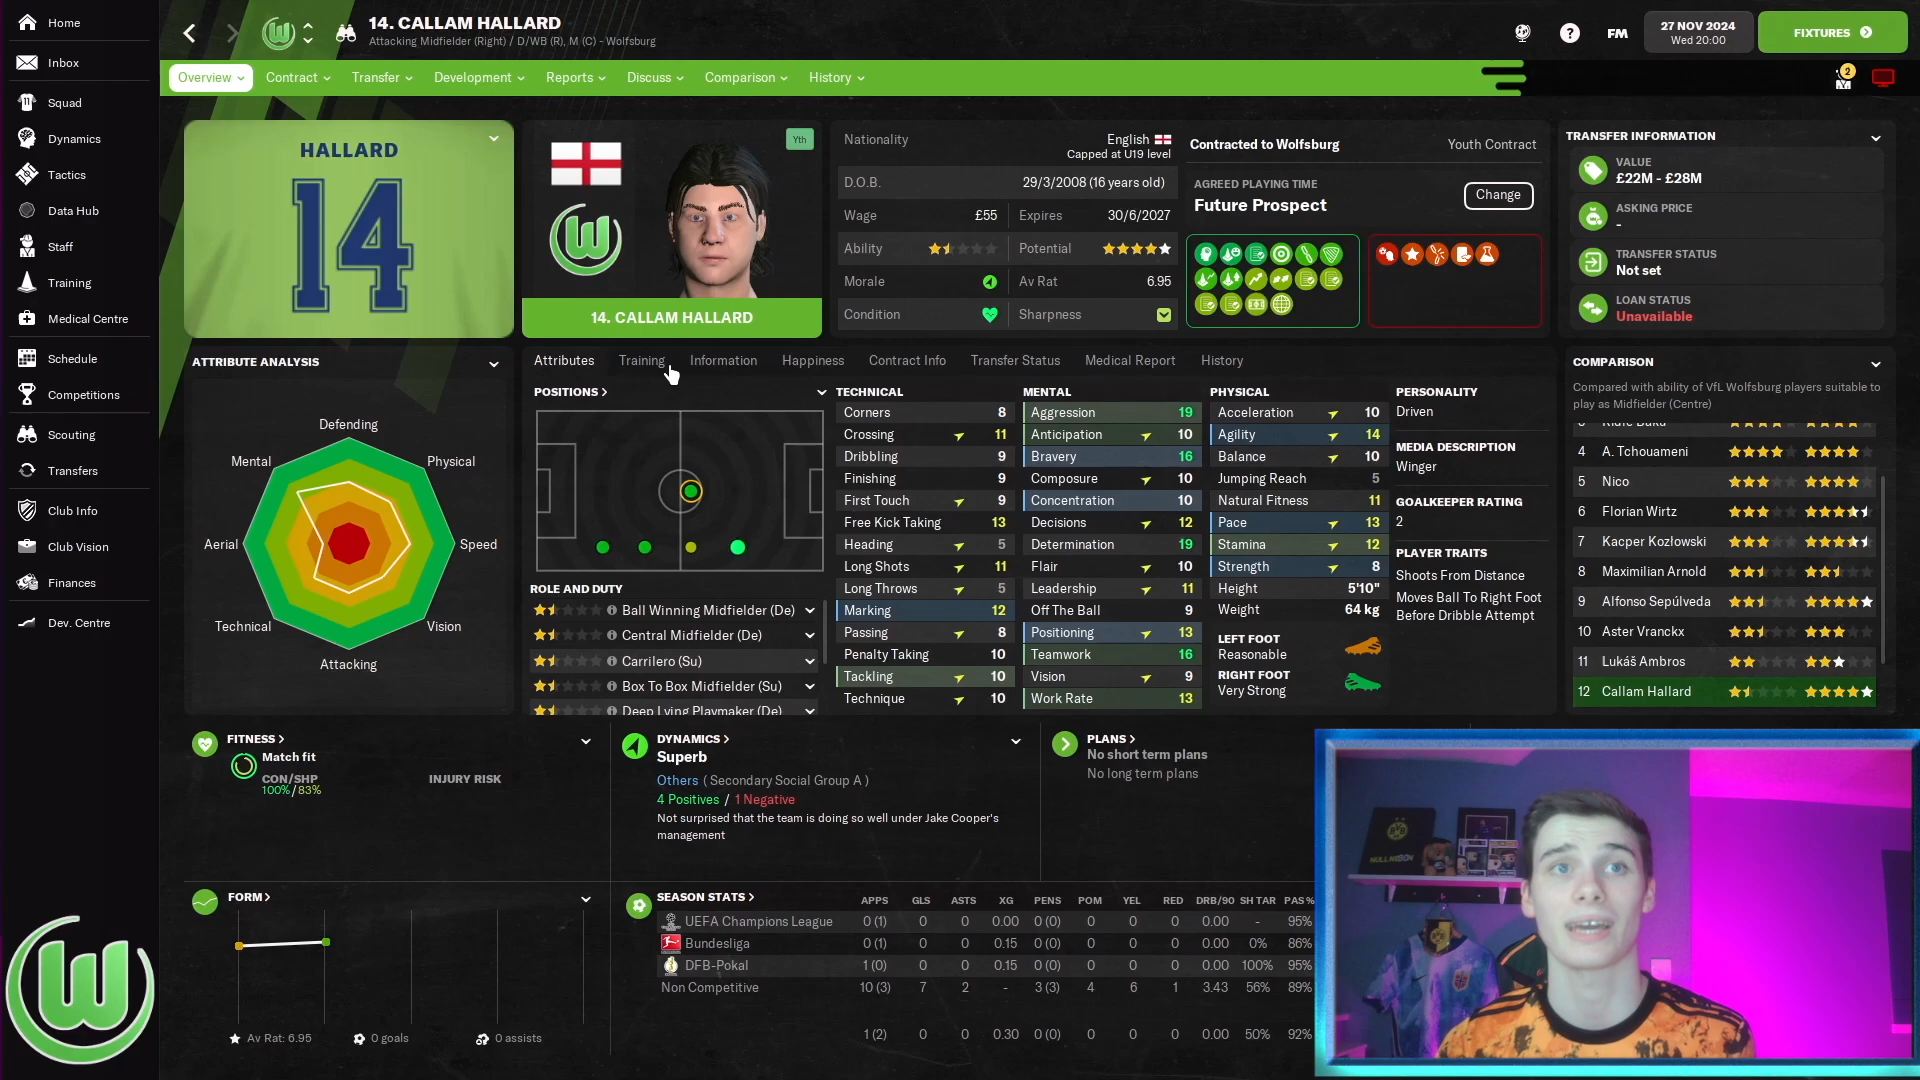 Home
Inbox
Squad
Dynamics
Tactics
Data Hub
Staff
Training
Medical Centre
Schedule
Competitions
Scouting
Transfers
Club Info
Club Vision
Finances
Dev. Centre
14. CALLAM HALLARD
Attacking Midfielder (Right) / D/WB (R), M (C) - Wolfsburg
FM
27 NOV 2024
Wed 20:00
FIXTURES
Overview Contract Transfer Development Reports Discuss Comparison History
2
HALLARD
14
Yth
14. CALLAM HALLARD
Nationality English
Capped at U19 level
D.O.B. 29/3/2008 (16 years old)
Wage £55 Expires 30/6/2027
Ability Potential
Morale Av Rat 6.95
Condition Sharpness
Contracted to Wolfsburg Youth Contract
AGREED PLAYING TIME
Future Prospect
Change
TRANSFER INFORMATION
VALUE
£22M - £28M
ASKING PRICE
-
TRANSFER STATUS
Not set
LOAN STATUS
Unavailable
ATTRIBUTE ANALYSIS
Defending
Physical
Speed
Vision
Attacking
Technical
Aerial
Mental
Attributes Training Information Happiness Contract Info Transfer Status Medical Report History
POSITIONS
ROLE AND DUTY
Ball Winning Midfielder (De)
Central Midfielder (De)
Carrilero (Su)
Box To Box Midfielder (Su)
Deep Lying Playmaker (De)
TECHNICAL
Corners 8
Crossing 11
Dribbling 9
Finishing 9
First Touch 9
Free Kick Taking 13
Heading 5
Long Shots 11
Long Throws 5
Marking 12
Passing 8
Penalty Taking 10
Tackling 10
Technique 10
MENTAL
Aggression 19
Anticipation 10
Bravery 16
Composure 10
Concentration 10
Decisions 12
Determination 19
Flair 10
Leadership 11
Off The Ball 9
Positioning 13
Teamwork 16
Vision 9
Work Rate 13
PHYSICAL
Acceleration 10
Agility 14
Balance 10
Jumping Reach 5
Natural Fitness 11
Pace 13
Stamina 12
Strength 8
Height 5'10"
Weight 64 kg
LEFT FOOT
Reasonable
RIGHT FOOT
Very Strong
PERSONALITY
Driven
MEDIA DESCRIPTION
Winger
GOALKEEPER RATING
2
PLAYER TRAITS
Shoots From Distance
Moves Ball To Right Foot
Before Dribble Attempt
COMPARISON
Compared with ability of VfL Wolfsburg players suitable to
play as Midfielder (Centre)
4 A. Tchouameni
5 Nico
6 Florian Wirtz
7 Kacper Kozłowski
8 Maximilian Arnold
9 Alfonso Sepúlveda
10 Aster Vranckx
11 Lukáš Ambros
12 Callam Hallard
FITNESS
Match fit
CON/SHP
100%/83%
INJURY RISK
DYNAMICS
Superb
Others ( Secondary Social Group A )
4 Positives / 1 Negative
Not surprised that the team is doing so well under Jake Cooper's
management
PLANS
No short term plans
No long term plans
FORM
Av Rat: 6.95 0 goals 0 assists
SEASON STATS APPS GLS ASTS XG PENS POM YEL RED DRB/90 SH TAR PAS%
UEFA Champions League 0 (1) 0 0 0.00 0 (0) 0 0 0 0.00 - 95%
Bundesliga 0 (1) 0 0 0.15 0 (0) 0 0 0 0.00 0% 86%
DFB-Pokal 1 (0) 0 0 0.15 0 (0) 0 0 0 0.00 100% 95%
Non Competitive 10 (3) 7 2 - 3 (3) 4 6 1 3.43 56% 89%
1 (2) 0 0 0.30 0 (0) 0 0 0 0.00 50% 92%